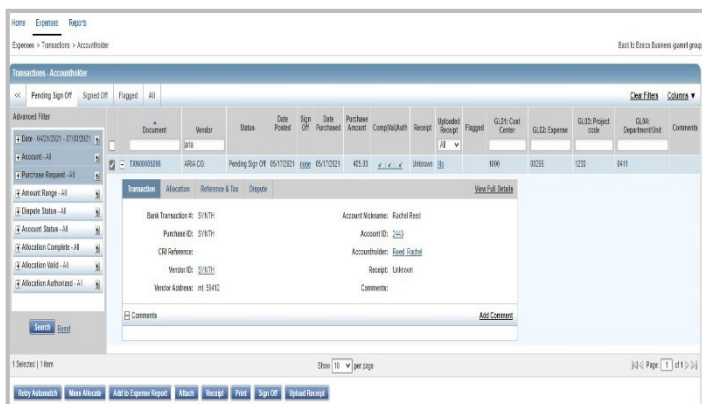 Home Expenses Reports
Expenses > Transactions > Accountholder Back to Basics Business (parent group
Transactions - Accountholder
<< Pending Sign Off Signed Off Flagged All Clear Filters Columns ▼
Advanced Filter
Document Vendor Status Date Posted Sign Off Date Purchased Purchase Amount Comp|Val|Auth Receipt Uploaded Receipt Flagged GL01: Cost Center GL02: Expense GL03: Project code GL04: Department/Unit Comments
aria All
+ Date - 04/21/2021 - 07/03/2021
+ Account - All
+ Purchase Request - All
+ Amount Range - All
+ Dispute Status - All
+ Account Status - All
+ Allocation Complete - All
+ Allocation Valid - All
+ Allocation Authorized - All
Search Reset
ARIA CO. Pending Sign Off 05/17/2021 none 05/17/2021 425.03 Unknown No 1000 1233
Transaction Allocation Reference & Tax Dispute View Full Details
Bank Transaction #: SYNTH Account Nickname: Rachel Reed
Purchase ID: SYNTH Account ID: 2443
CRI Reference: Accountholder: Reed, Rachel
Vendor ID: SYNTH Receipt: Unknown
Vendor Address: mt, 59412 Comments:
Comments Add Comment
1 Selected | 1 Item Show 10 per page Page: 1 of 1
Retry Automatch Mass Allocate Add to Expense Report Attach Receipt Print Sign Off Upload Receipt